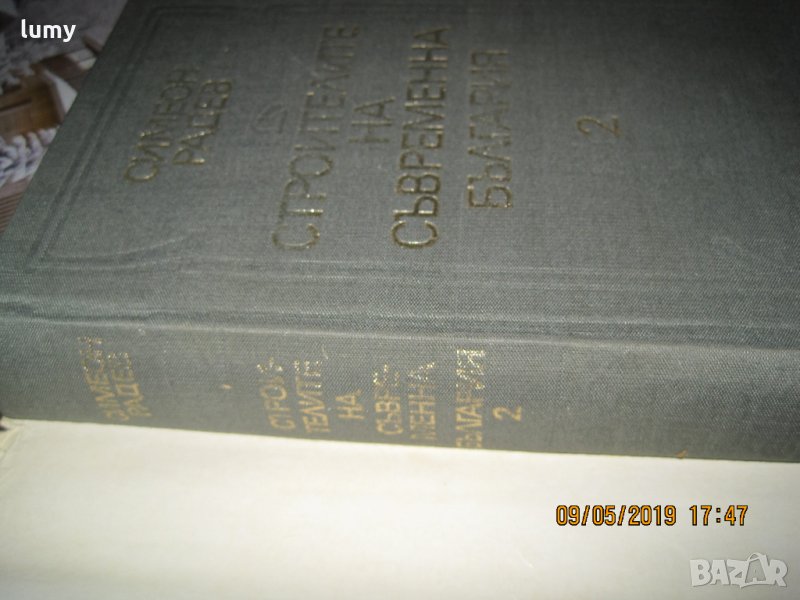 lumy
СИМЕОН
РАДЕВ
СТРОИТЕЛИТЕ
НА
СЪВРЕМЕННА
БЪЛГАРИЯ
2
СИМЕОН
РАДЕВ
СТРОИ-
ТЕЛИТЕ
НА
СЪВРЕ-
МЕННА
БЪЛГАРИЯ
2
09/05/2019 17:47
BAZAR